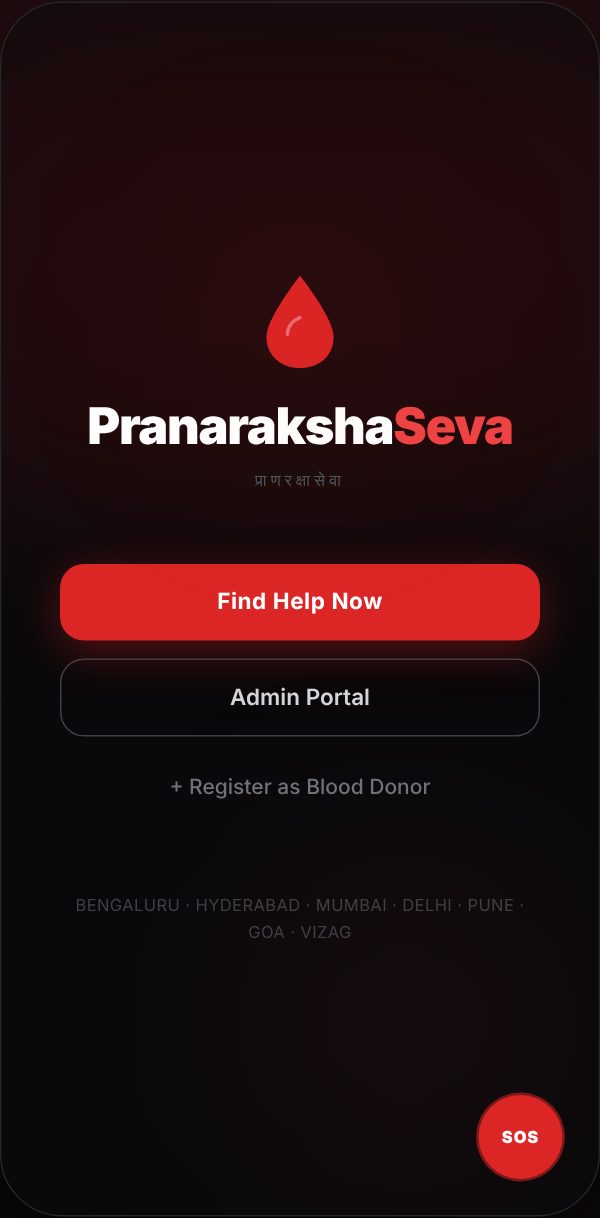 PranarakshaSeva
प्राणरक्षासेवा
Find Help Now
Admin Portal
+ Register as Blood Donor
BENGALURU · HYDERABAD · MUMBAI · DELHI · PUNE ·
GOA · VIZAG
SOS